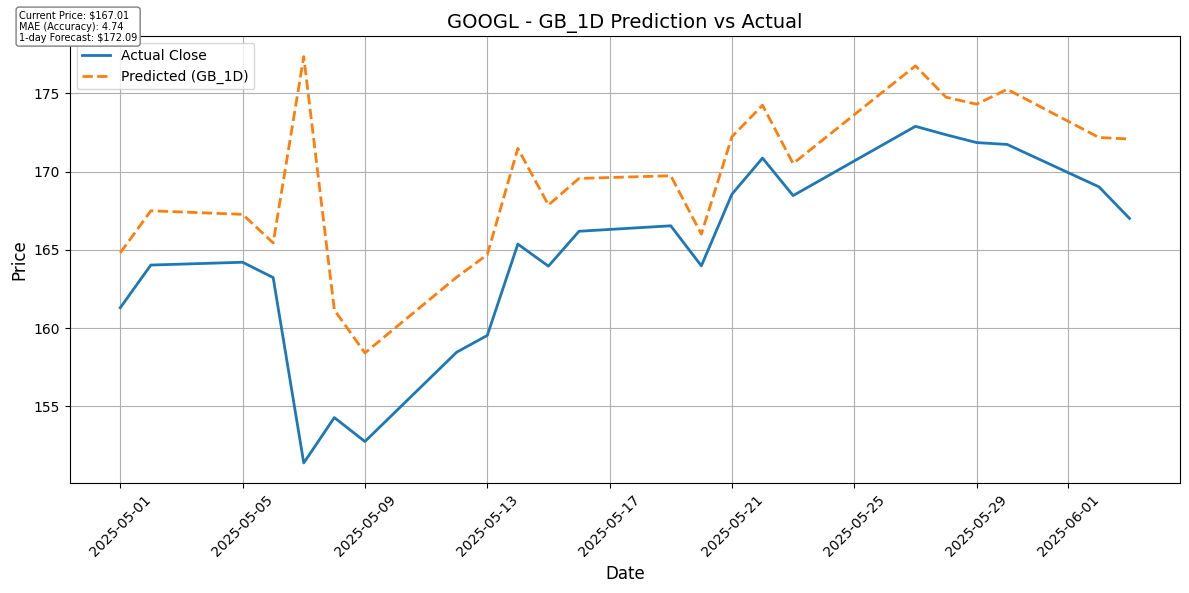 Current Price: $167.01
MAE (Accuracy): 4.74
1-day Forecast: $172.09
GOOGL - GB_1D Prediction vs Actual
Actual Close
Predicted (GB_1D)
Price
175
170
165
160
155
2025-05-01
2025-05-05
2025-05-09
2025-05-13
2025-05-17
2025-05-21
2025-05-25
2025-05-29
2025-06-01
Date